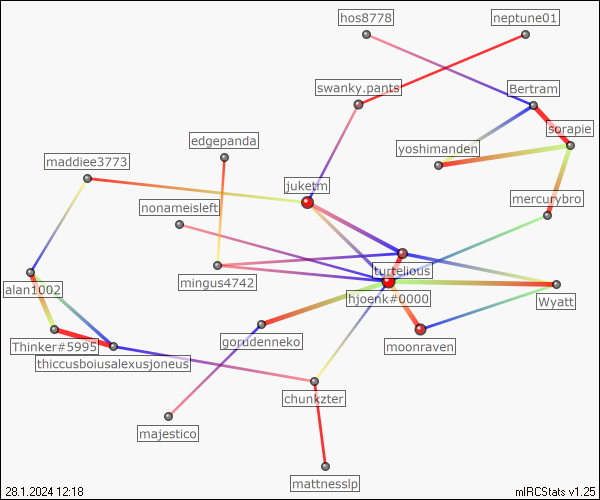 hos8778
neptune01
swanky.pants
Bertram
sorapie
edgepanda
yoshimanden
maddiee3773
juketm
mercurybro
nonameisleft
turtelious
mingus4742
alan1002
hjoenk#0000
Wyatt
Thinker#5995
gorudenneko
moonraven
thiccusboiusalexusjoneus
chunkzter
majestico
mattnesslp
28.1.2024 12:18
mIRCStats v1.25